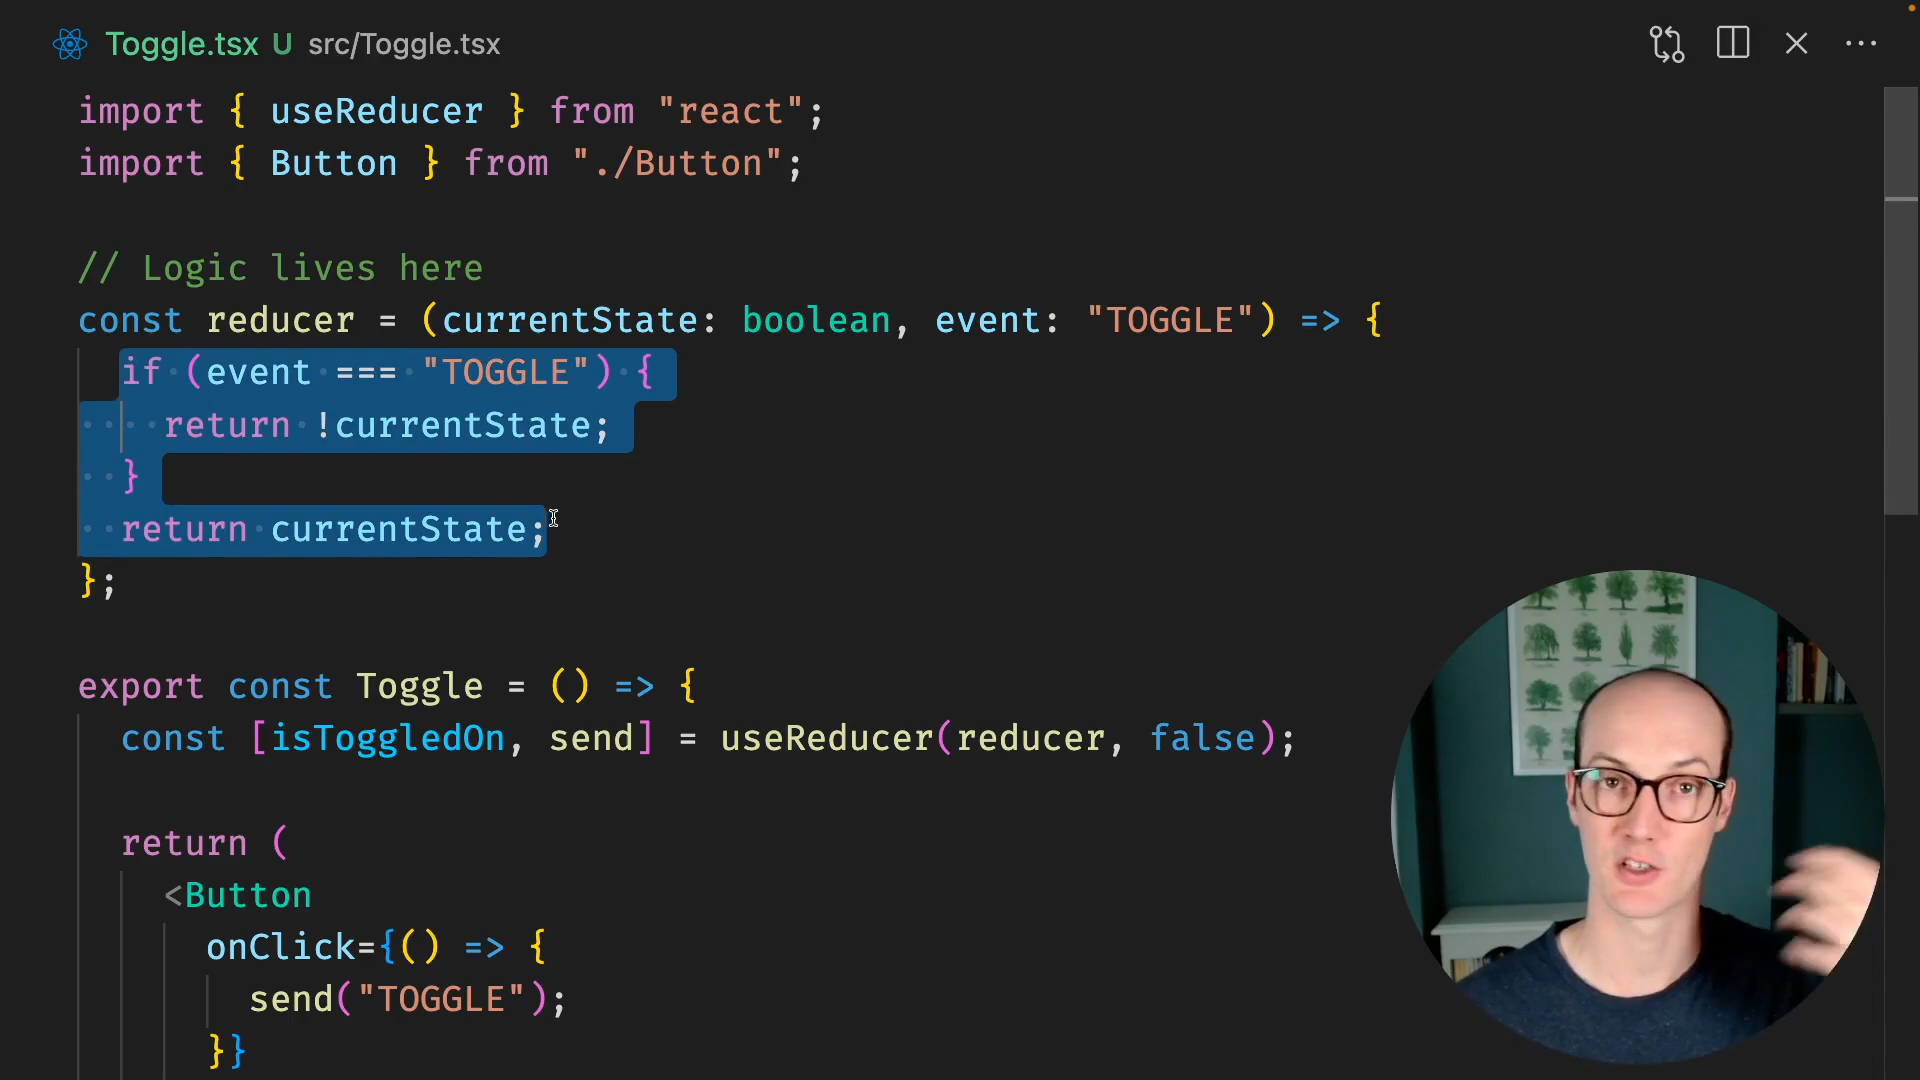 Toggle.tsx U src/Toggle.tsx
import { useReducer } from "react";
import { Button } from "./Button";
// Logic lives here
const reducer = (currentState: boolean, event: "TOGGLE") => {
if (event === "TOGGLE") {
return !currentState;
}
return currentState;
};
export const Toggle = () => {
const [isToggledOn, send] = useReducer(reducer, false);
return (
<Button
onClick={() => {
send("TOGGLE");
}}